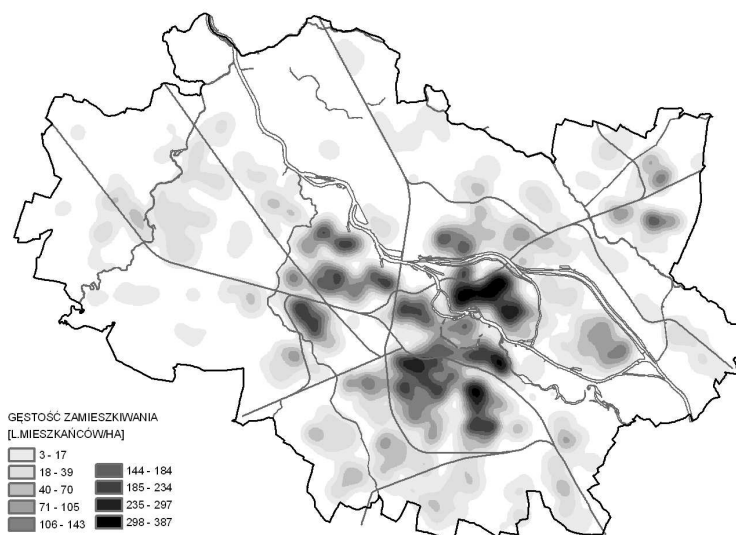 GĘSTOŚĆ ZAMIESZKIWANIA
[L.MIESZKAŃCÓW/HA]
3 - 17
18 - 39
40 - 70
71 - 105
106 - 143
144 - 184
185 - 234
235 - 297
298 - 387